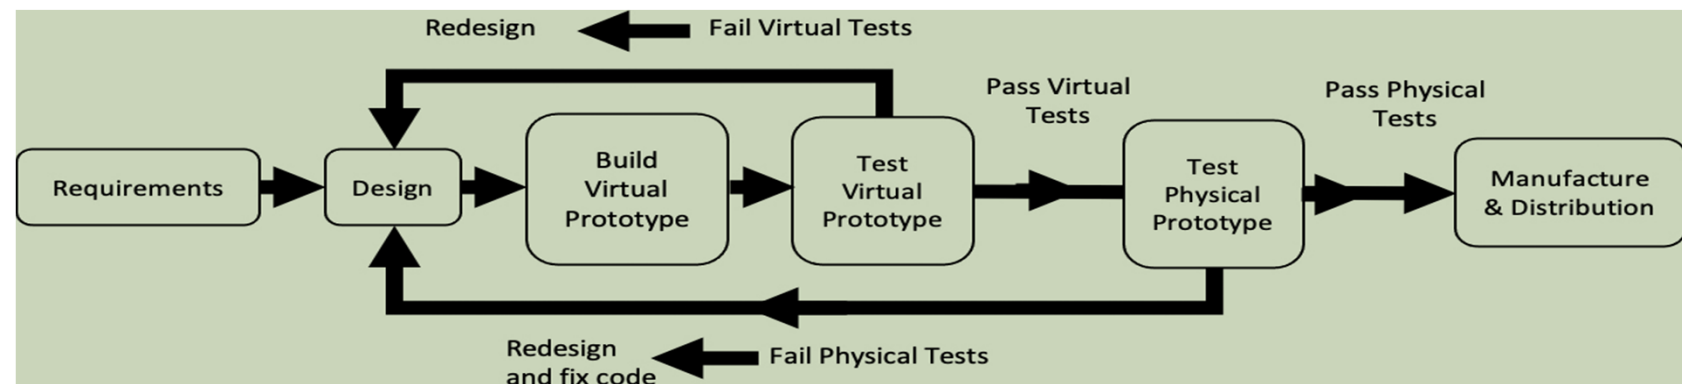 Redesign
Fail Virtual Tests
Pass Virtual
Tests
Pass Physical
Tests
Requirements
Design
Build
Virtual
Prototype
Test
Virtual
Prototype
Test
Physical
Prototype
Manufacture
& Distribution
Redesign
and fix code
Fail Physical Tests